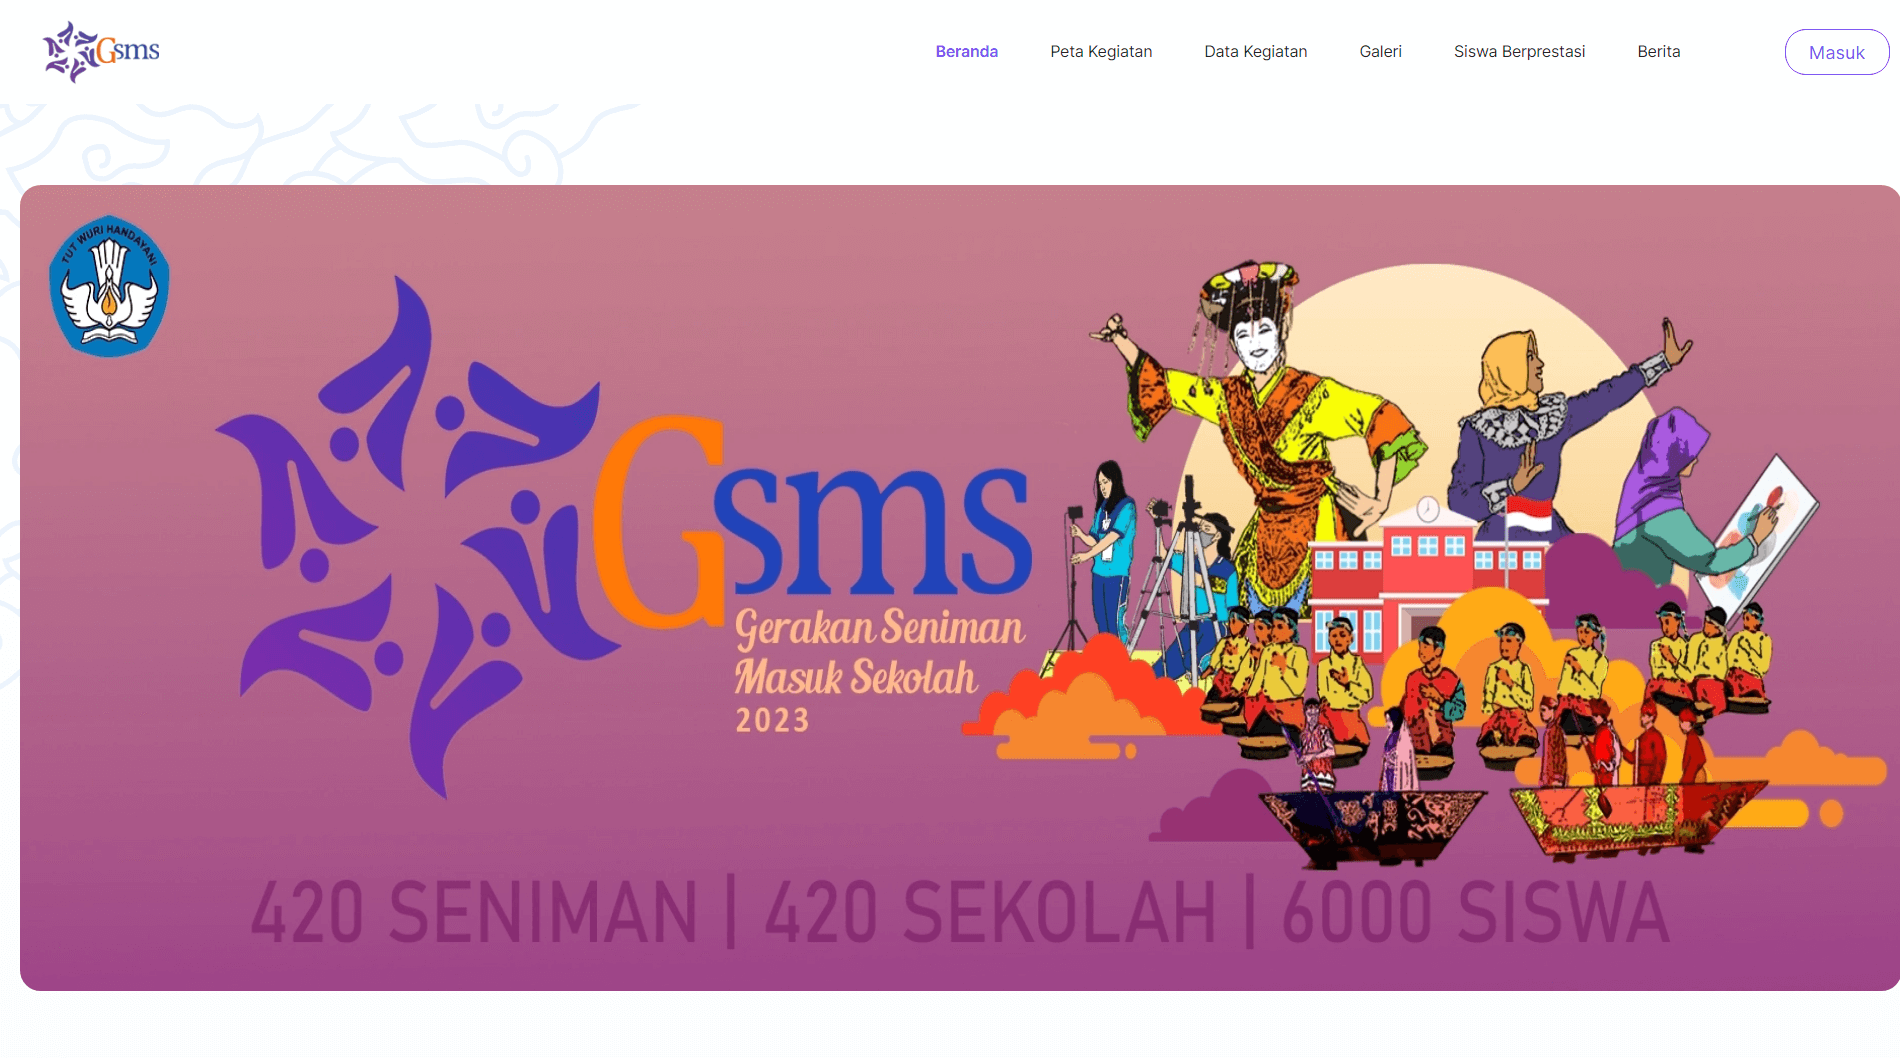 Gsms
Beranda
Peta Kegiatan
Data Kegiatan
Galeri
Siswa Berprestasi
Berita
Masuk
TUT WURI HANDAYANI
Gsms
Gerakan Seniman
Masuk Sekolah
2023
420 SENIMAN | 420 SEKOLAH | 6000 SISWA